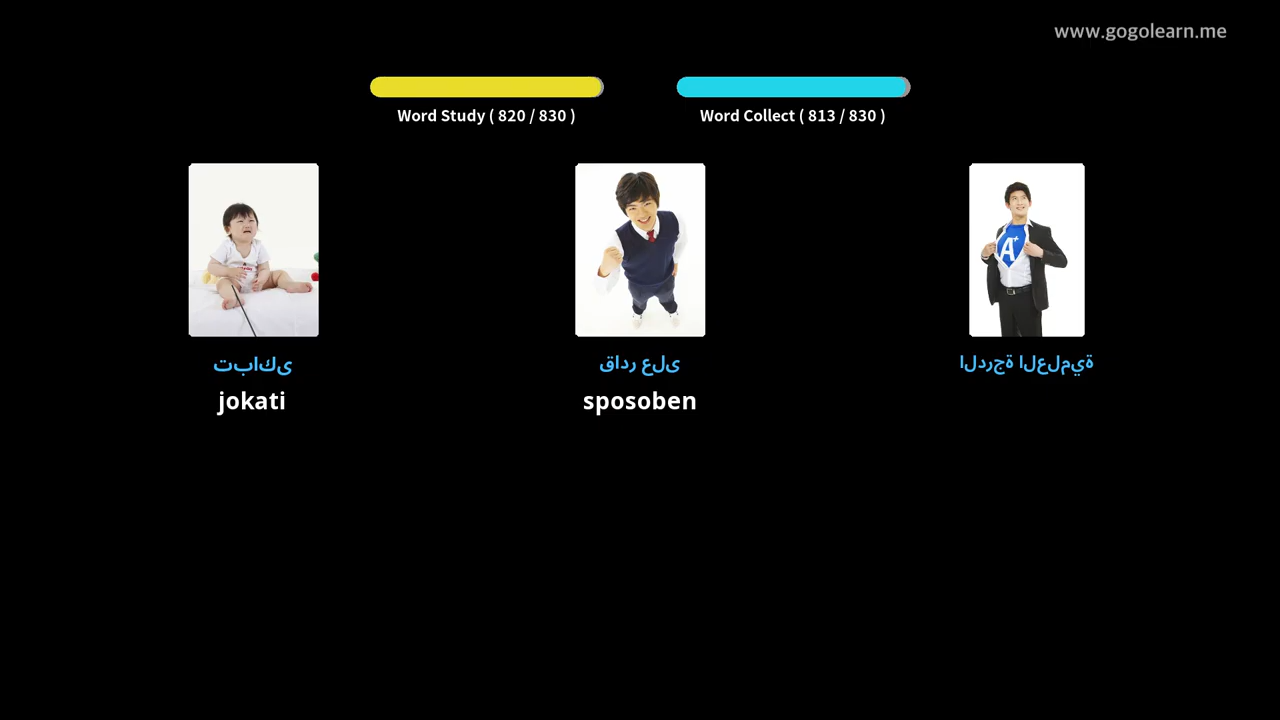 www.gogolearn.me
Word Study ( 820 / 830 )
Word Collect ( 813 / 830 )
A+
تباكى
قادر على
الدرجة العلمية
jokati
sposoben